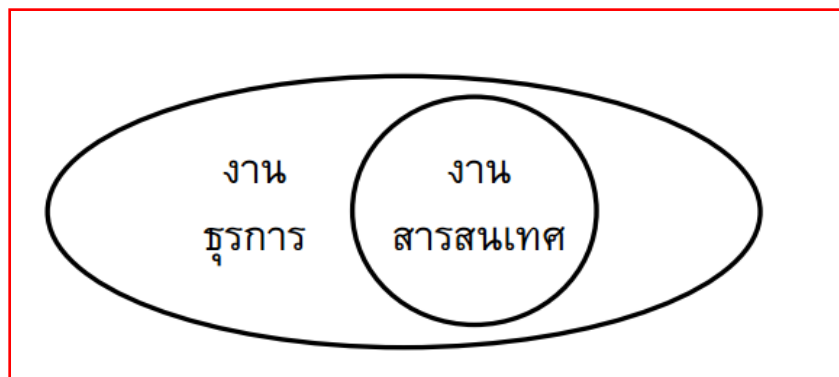 งาน
ธุรการ
งาน
สารสนเทศ